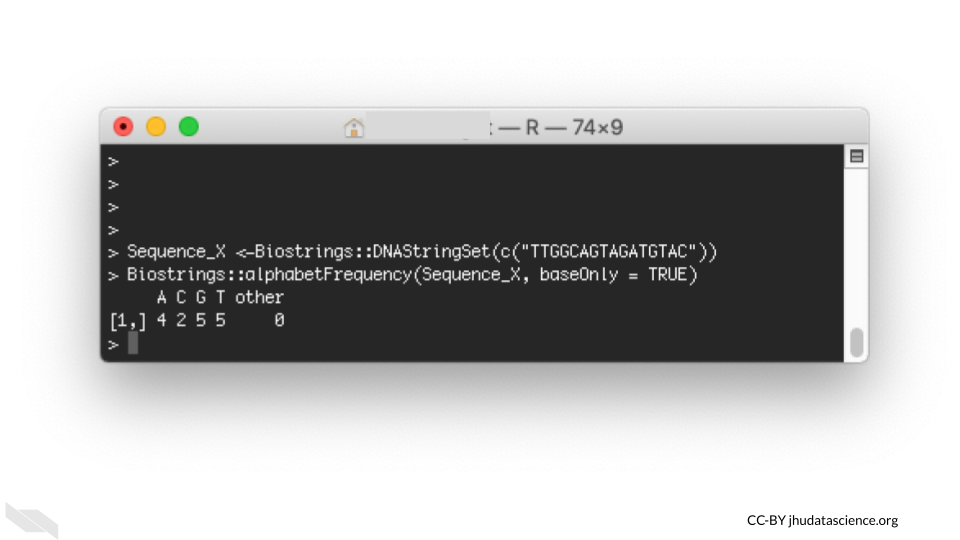 : — R — 74×9
>
>
>
>
> Sequence_X <-Biostrings::DNAStringSet(c("TTGGCAGTAGATGTAC"))
> Biostrings::alphabetFrequency(Sequence_X, baseOnly = TRUE)
A C G T other
[1,] 4 2 5 5 0
>
CC-BY jhudatascience.org